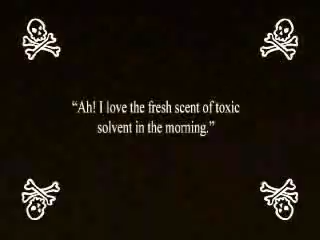 “Ah! I love the fresh scent of toxic
solvent in the morning.”